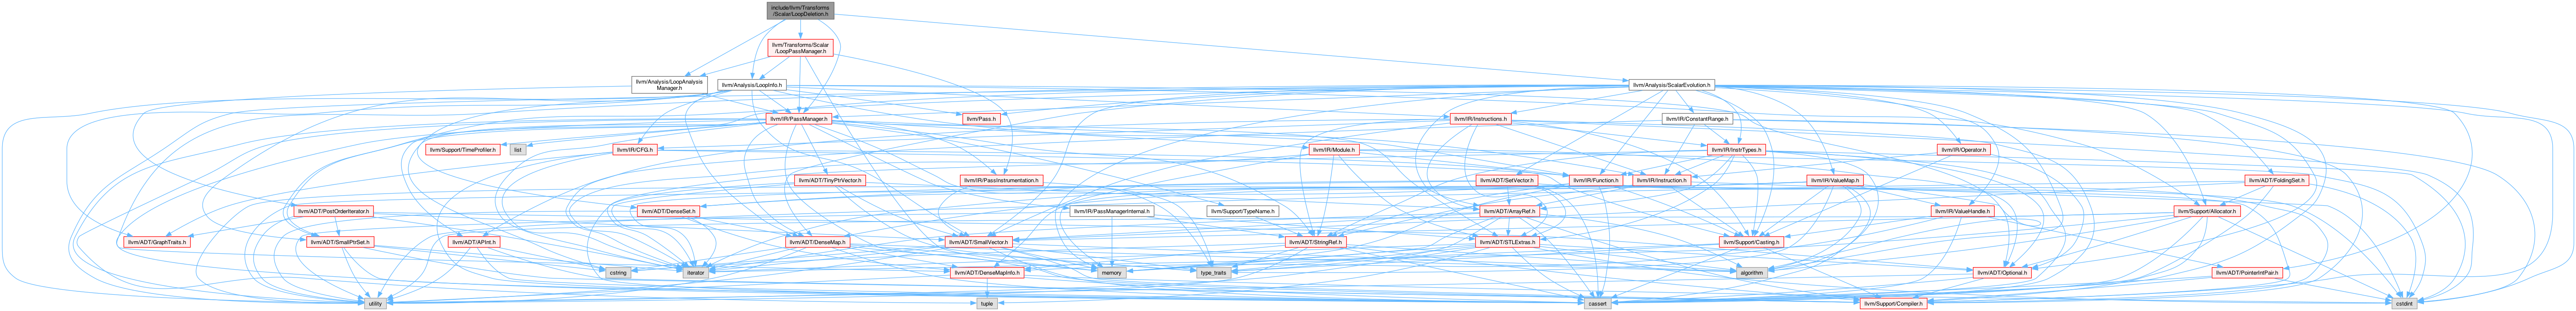 include/llvm/Transforms
/Scalar/LoopDeletion.h
llvm/Transforms/Scalar
/LoopPassManager.h
llvm/Analysis/LoopAnalysis
Manager.h
llvm/Analysis/LoopInfo.h
llvm/Analysis/ScalarEvolution.h
llvm/IR/PassManager.h
llvm/Pass.h
llvm/IR/Instructions.h
llvm/IR/ConstantRange.h
llvm/Support/TimeProfiler.h
list
llvm/IR/CFG.h
llvm/IR/Module.h
llvm/IR/InstrTypes.h
llvm/IR/Operator.h
llvm/ADT/TinyPtrVector.h
llvm/IR/PassInstrumentation.h
llvm/ADT/SetVector.h
llvm/IR/Function.h
llvm/IR/Instruction.h
llvm/IR/ValueMap.h
llvm/ADT/FoldingSet.h
llvm/ADT/PostOrderIterator.h
llvm/ADT/DenseSet.h
llvm/IR/PassManagerInternal.h
llvm/Support/TypeName.h
llvm/ADT/ArrayRef.h
llvm/IR/ValueHandle.h
llvm/Support/Allocator.h
llvm/ADT/GraphTraits.h
llvm/ADT/SmallPtrSet.h
llvm/ADT/APInt.h
llvm/ADT/DenseMap.h
llvm/ADT/SmallVector.h
llvm/ADT/StringRef.h
llvm/ADT/STLExtras.h
llvm/Support/Casting.h
cstring
iterator
llvm/ADT/DenseMapInfo.h
memory
type_traits
algorithm
llvm/ADT/Optional.h
llvm/ADT/PointerIntPair.h
utility
tuple
cassert
llvm/Support/Compiler.h
cstdint